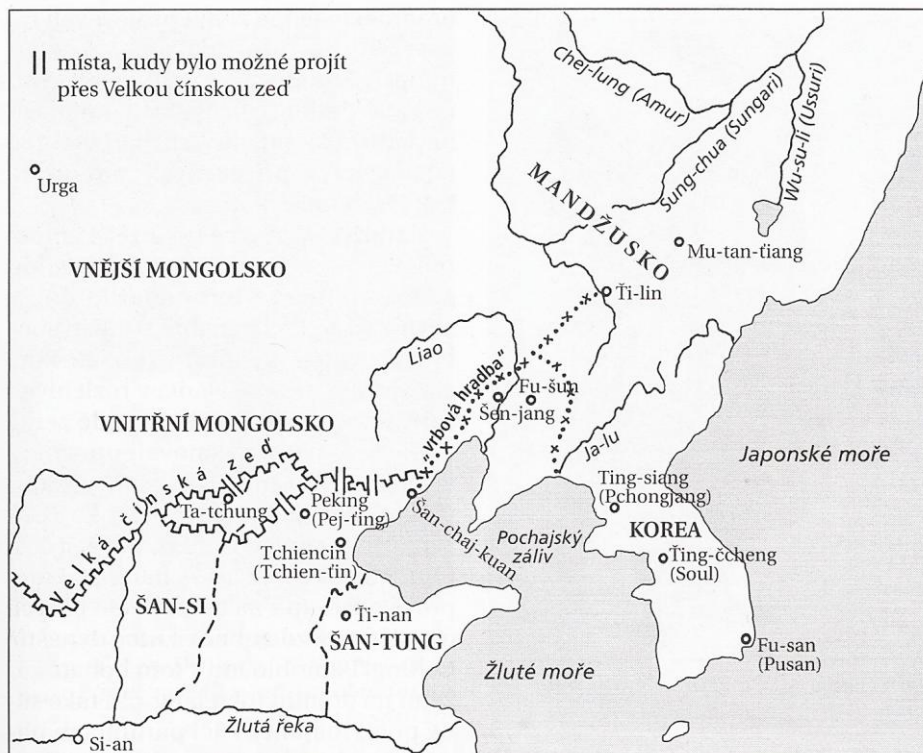 || místa, kudy bylo možné projít
přes Velkou čínskou zeď
Chej-lung (Amur)
Sung-chua (Sungari)
Wu-su-li (Ussuri)
Urga
MANDŽUSKO
Mu-tan-ťiang
VNĚJŠÍ MONGOLSKO
Ťi-lin
Liao
„vrbová hradba“
Fu-šun
Šen-jang
VNITŘNÍ MONGOLSKO
Ja-lu
Japonské moře
Velká čínská zeď
Ta-tchung
Peking
(Pej-ťing)
Šan-chaj-kuan
Ting-siang
(Pchongjang)
KOREA
Tchiencin
(Tchien-ťin)
Pochajský
záliv
Ťing-čcheng
(Soul)
ŠAN-SI
Ťi-nan
ŠAN-TUNG
Fu-san
(Pusan)
Žluté moře
Žlutá řeka
Si-an